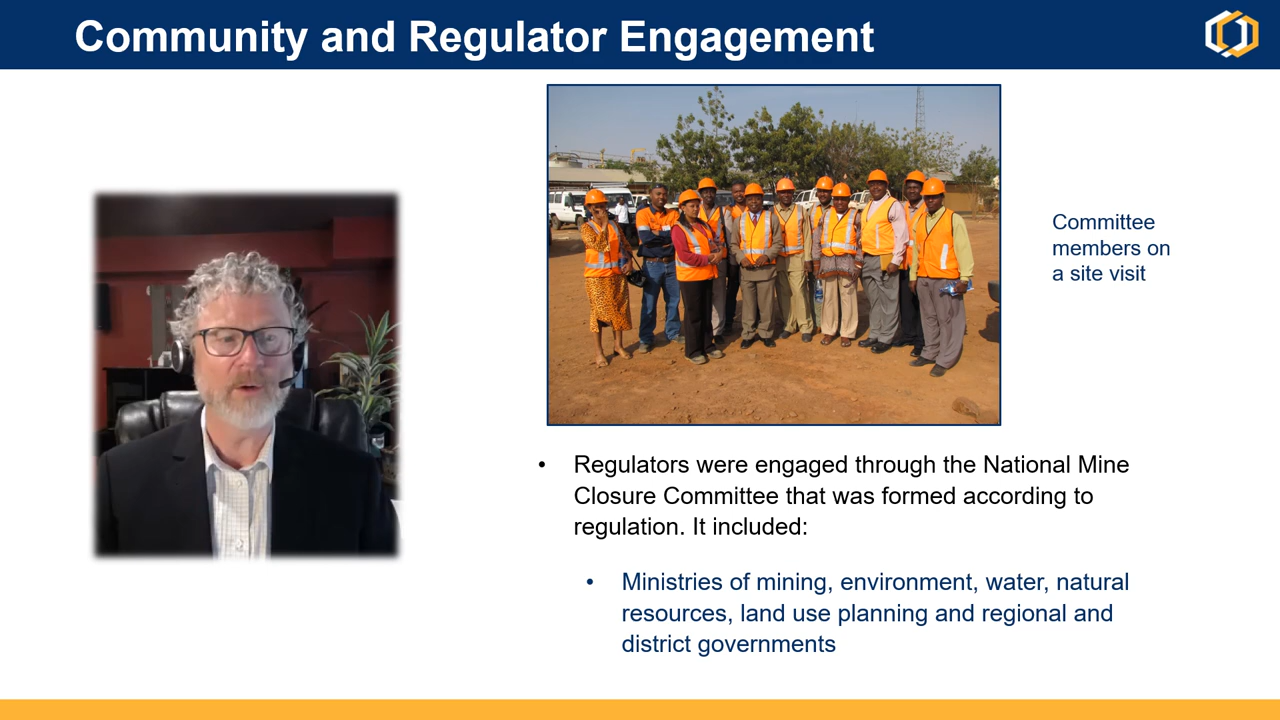 Community and Regulator Engagement
Committee
members on
a site visit
• Regulators were engaged through the National Mine
Closure Committee that was formed according to
regulation. It included:
• Ministries of mining, environment, water, natural
resources, land use planning and regional and
district governments